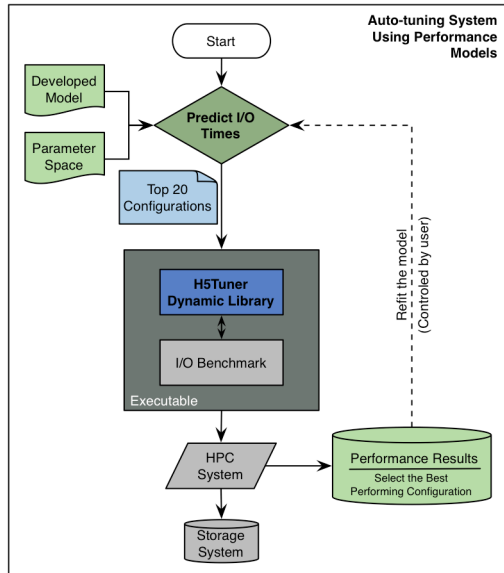 Auto-tuning System
Using Performance
Models
Start
Developed
Model
Parameter
Space
Predict I/O
Times
Top 20
Configurations
H5Tuner
Dynamic Library
I/O Benchmark
Executable
Refit the model
(Controled by user)
HPC
System
Performance Results
Select the Best
Performing Configuration
Storage
System